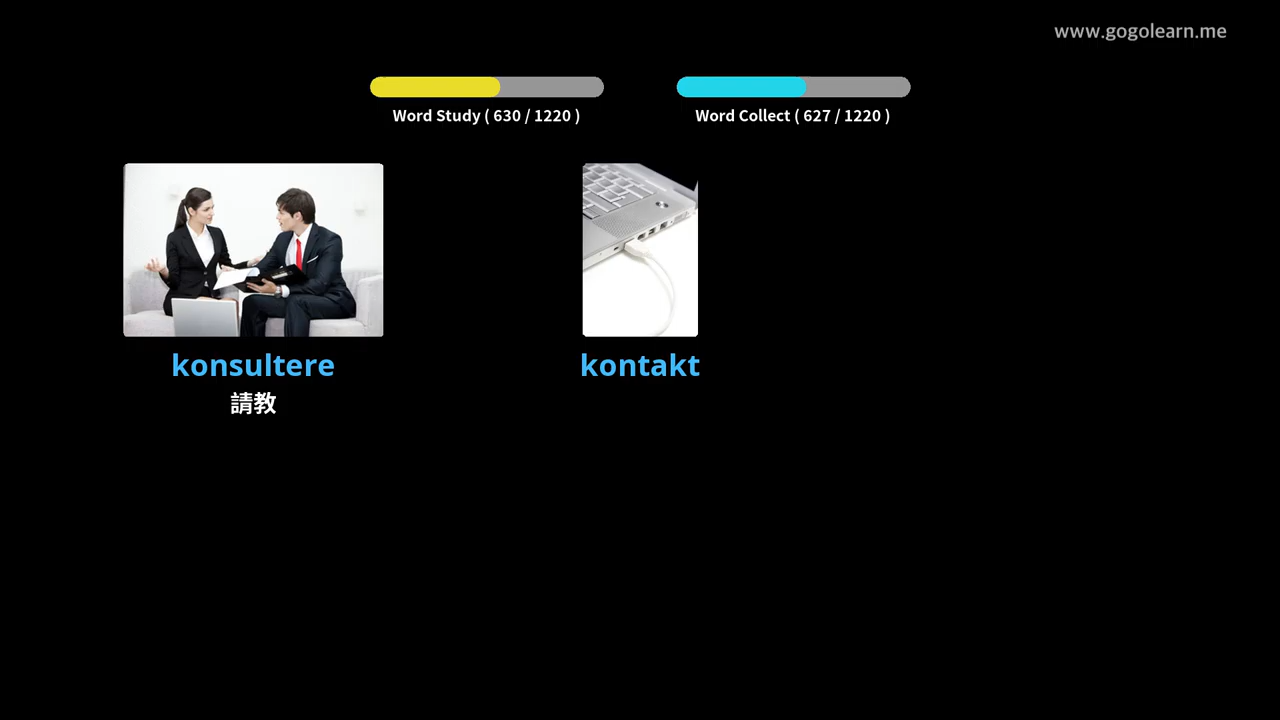 www.gogolearn.me
Word Study ( 630 / 1220 )
Word Collect ( 627 / 1220 )
konsultere
請教
kontakt